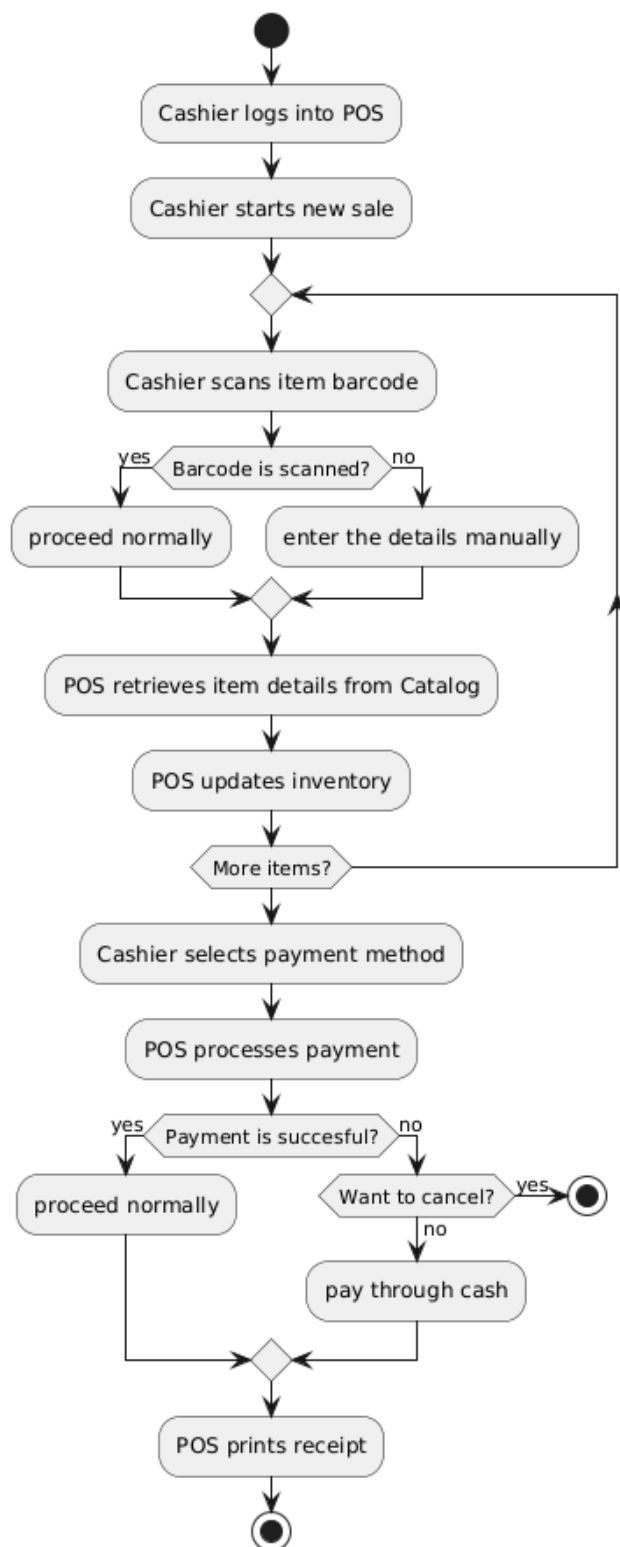 Cashier logs into POS
Cashier starts new sale
Cashier scans item barcode
yes
Barcode is scanned?
no
proceed normally
enter the details manually
POS retrieves item details from Catalog
POS updates inventory
More items?
Cashier selects payment method
POS processes payment
yes
Payment is succesful?
no
proceed normally
Want to cancel?
yes
no
pay through cash
POS prints receipt